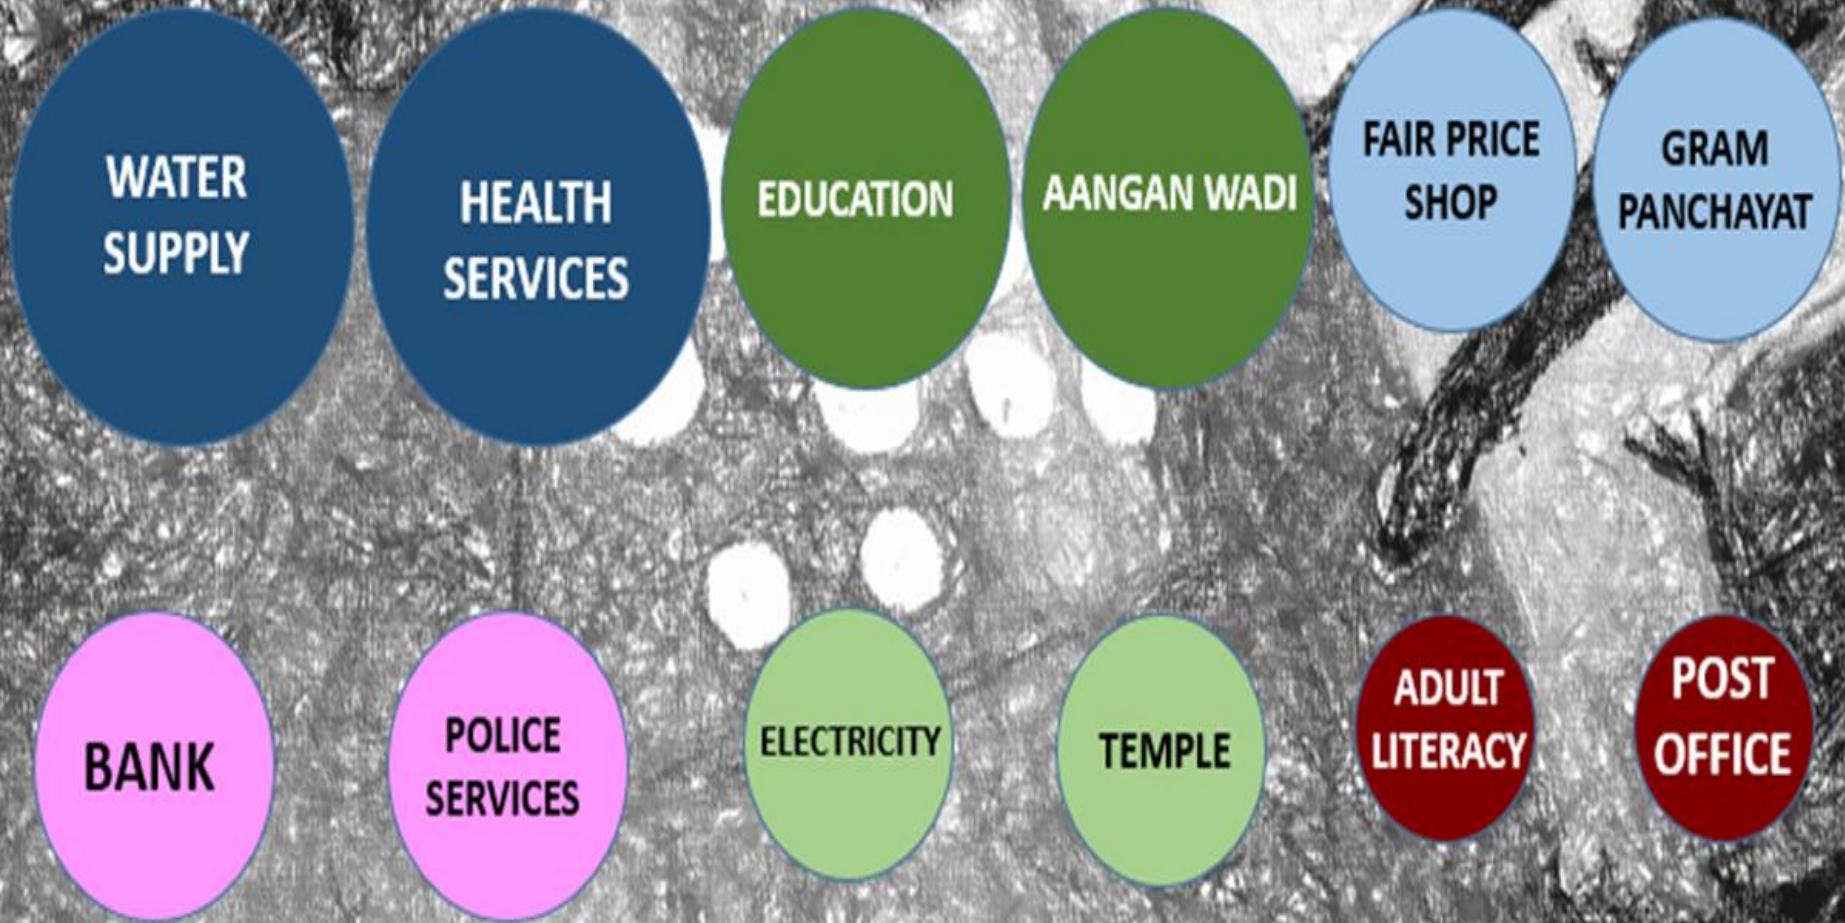 WATER
SUPPLY
HEALTH
SERVICES
EDUCATION
AANGAN WADI
FAIR PRICE
SHOP
GRAM
PANCHAYAT
BANK
POLICE
SERVICES
ELECTRICITY
TEMPLE
ADULT
LITERACY
POST
OFFICE